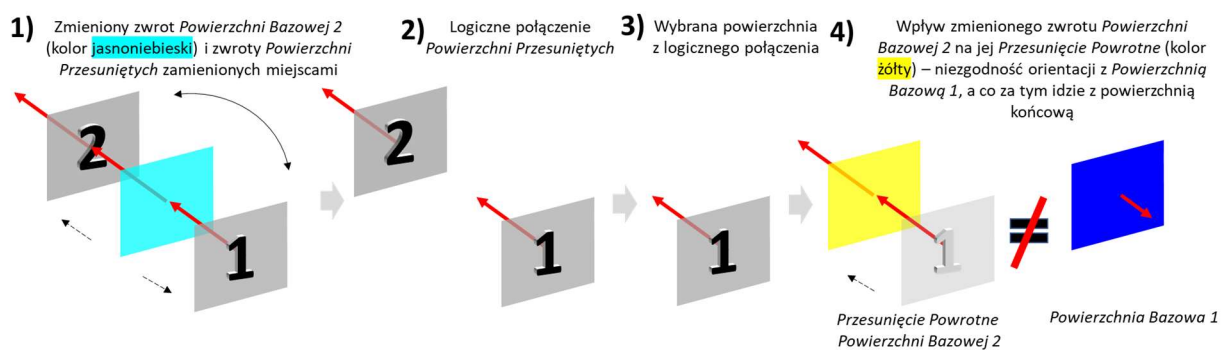 1) Zmieniony zwrot Powierzchni Bazowej 2
(kolor jasnoniebieski) i zwroty Powierzchni
Przesuniętych zamienionych miejscami
2
1
2) Logiczne połączenie
Powierzchni Przesuniętych
2
1
3) Wybrana powierzchnia
z logicznego połączenia
1
4) Wpływ zmienionego zwrotu Powierzchni
Bazowej 2 na jej Przesunięcie Powrotne (kolor
żółty) – niezgodność orientacji z Powierzchnią
Bazową 1, a co za tym idzie z powierzchnią
końcową
1
=
Przesunięcie Powrotne
Powierzchni Bazowej 2
Powierzchnia Bazowa 1